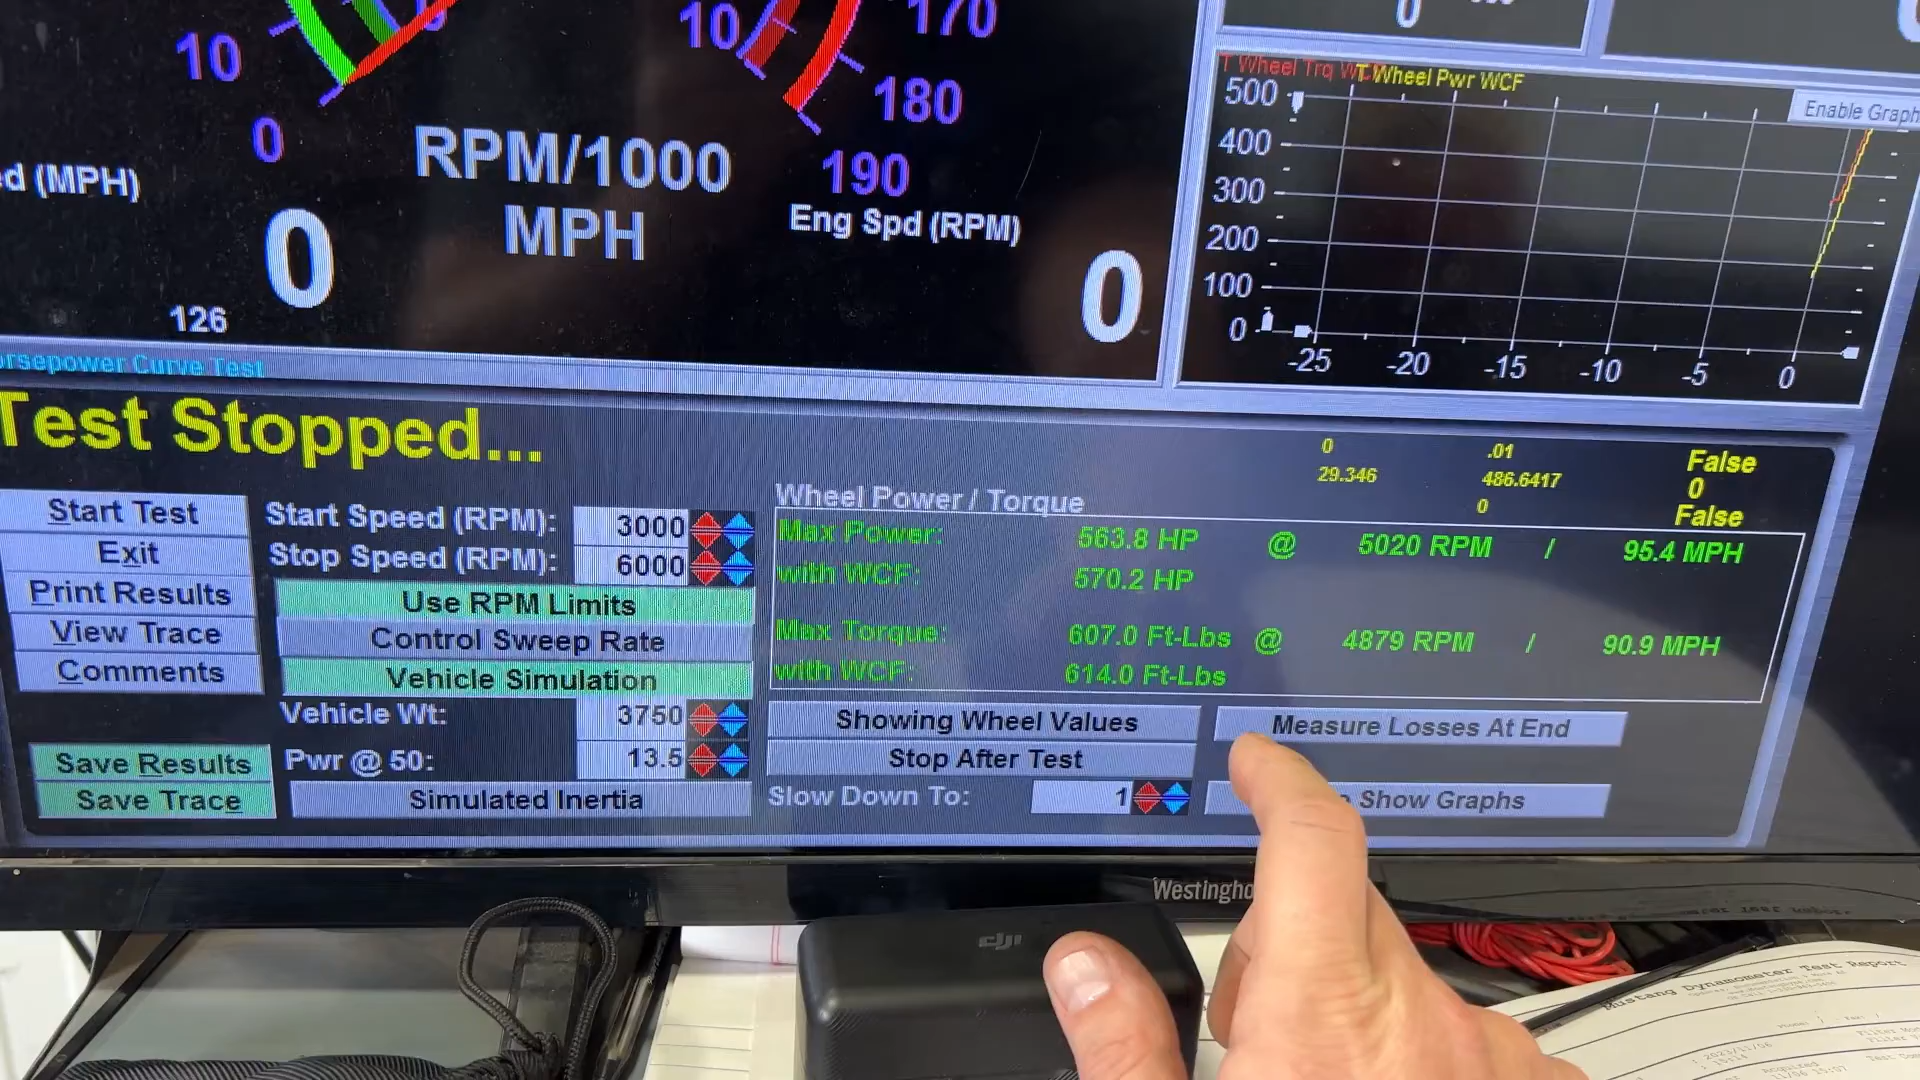 10
0
RPM/1000
MPH
10
170
180
190
d (MPH)
0
126
Eng Spd (RPM)
0
0
T Wheel Trq WC
T Wheel Pwr WCF
Enable Graph
500
400
300
200
100
0
-25 -20 -15 -10 -5 0
orsepower Curve Test
Test Stopped...
0 .01 False
29.346 486.6417 0
0 False
Start Test
Exit
Print Results
View Trace
Comments
Save Results
Save Trace
Start Speed (RPM): 3000
Stop Speed (RPM): 6000
Use RPM Limits
Control Sweep Rate
Vehicle Simulation
Vehicle Wt: 3750
Pwr @ 50: 13.5
Simulated Inertia
Wheel Power / Torque
Max Power: 563.8 HP @ 5020 RPM / 95.4 MPH
with WCF: 570.2 HP
Max Torque: 607.0 Ft-Lbs @ 4879 RPM / 90.9 MPH
with WCF: 614.0 Ft-Lbs
Showing Wheel Values
Measure Losses At End
Stop After Test
Slow Down To: 1
Show Graphs
Westingho
dji
Mustang Dynamometer Test Report